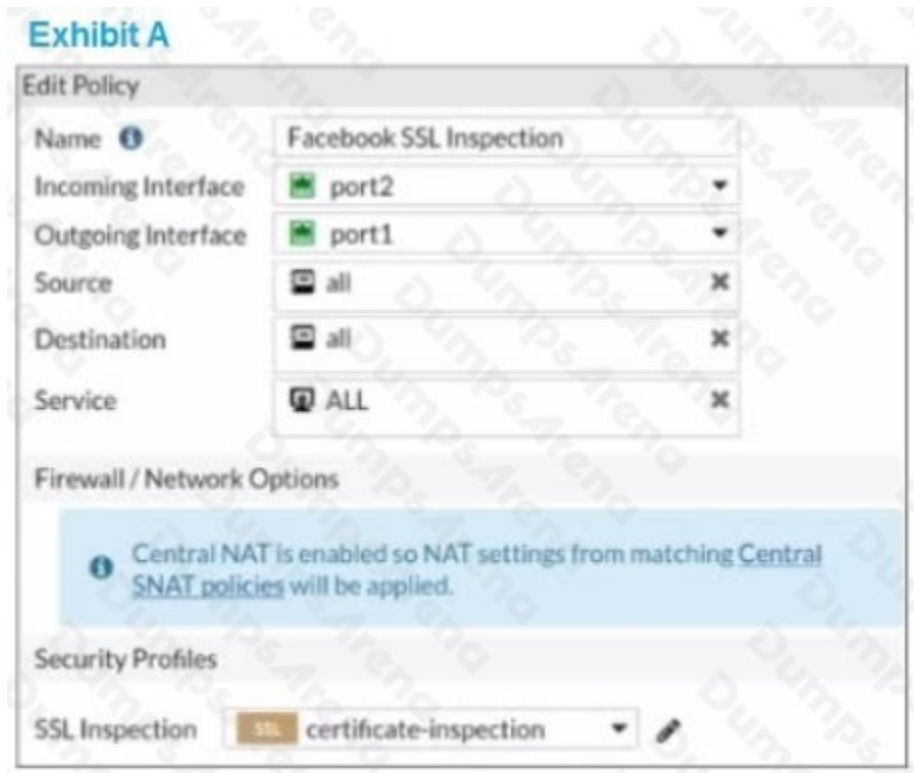 Exhibit A
Edit Policy
Name Facebook SSL Inspection
Incoming Interface port2
Outgoing Interface port1
Source all
Destination all
Service ALL
Firewall / Network Options
Central NAT is enabled so NAT settings from matching Central
SNAT policies will be applied.
Security Profiles
SSL Inspection SSL certificate-inspection
DumpsArena